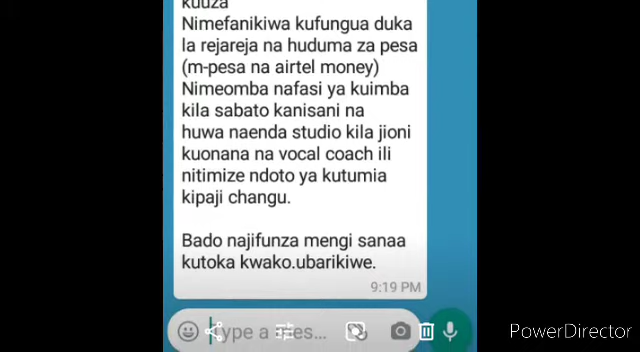 kuuza
Nimefanikiwa kufungua duka
la rejareja na huduma za pesa
(m-pesa na airtel money)
Nimeomba nafasi ya kuimba
kila sabato kanisani na
huwa naenda studio kila jioni
kuonana na vocal coach ili
nitimize ndoto ya kutumia
kipaji changu.
Bado najifunza mengi sanaa
kutoka kwako.ubarikiwe.
9:19 PM
Type a mes...
PowerDirector